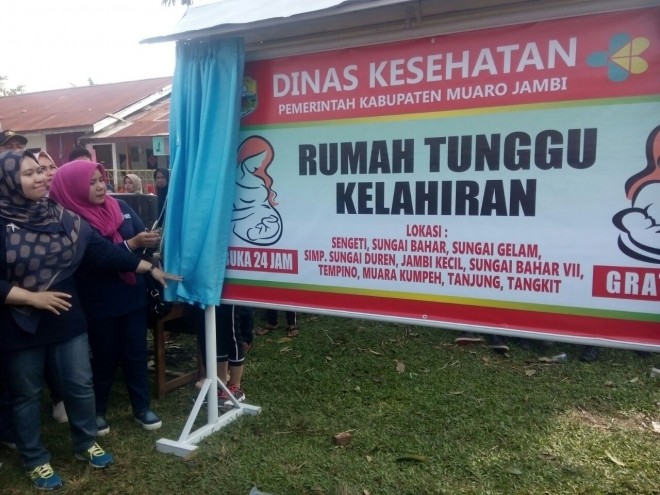 DINAS KESEHATAN
PEMERINTAH KABUPATEN MUARO JAMBI
RUMAH TUNGGU
KELAHIRAN
LOKASI :
SENGETI, SUNGAI BAHAR, SUNGAI GELAM,
SIMP. SUNGAI DUREN, JAMBI KECIL, SUNGAI BAHAR VII,
TEMPINO, MUARA KUMPEH, TANJUNG, TANGKIT
UKA 24 JAM
GRA